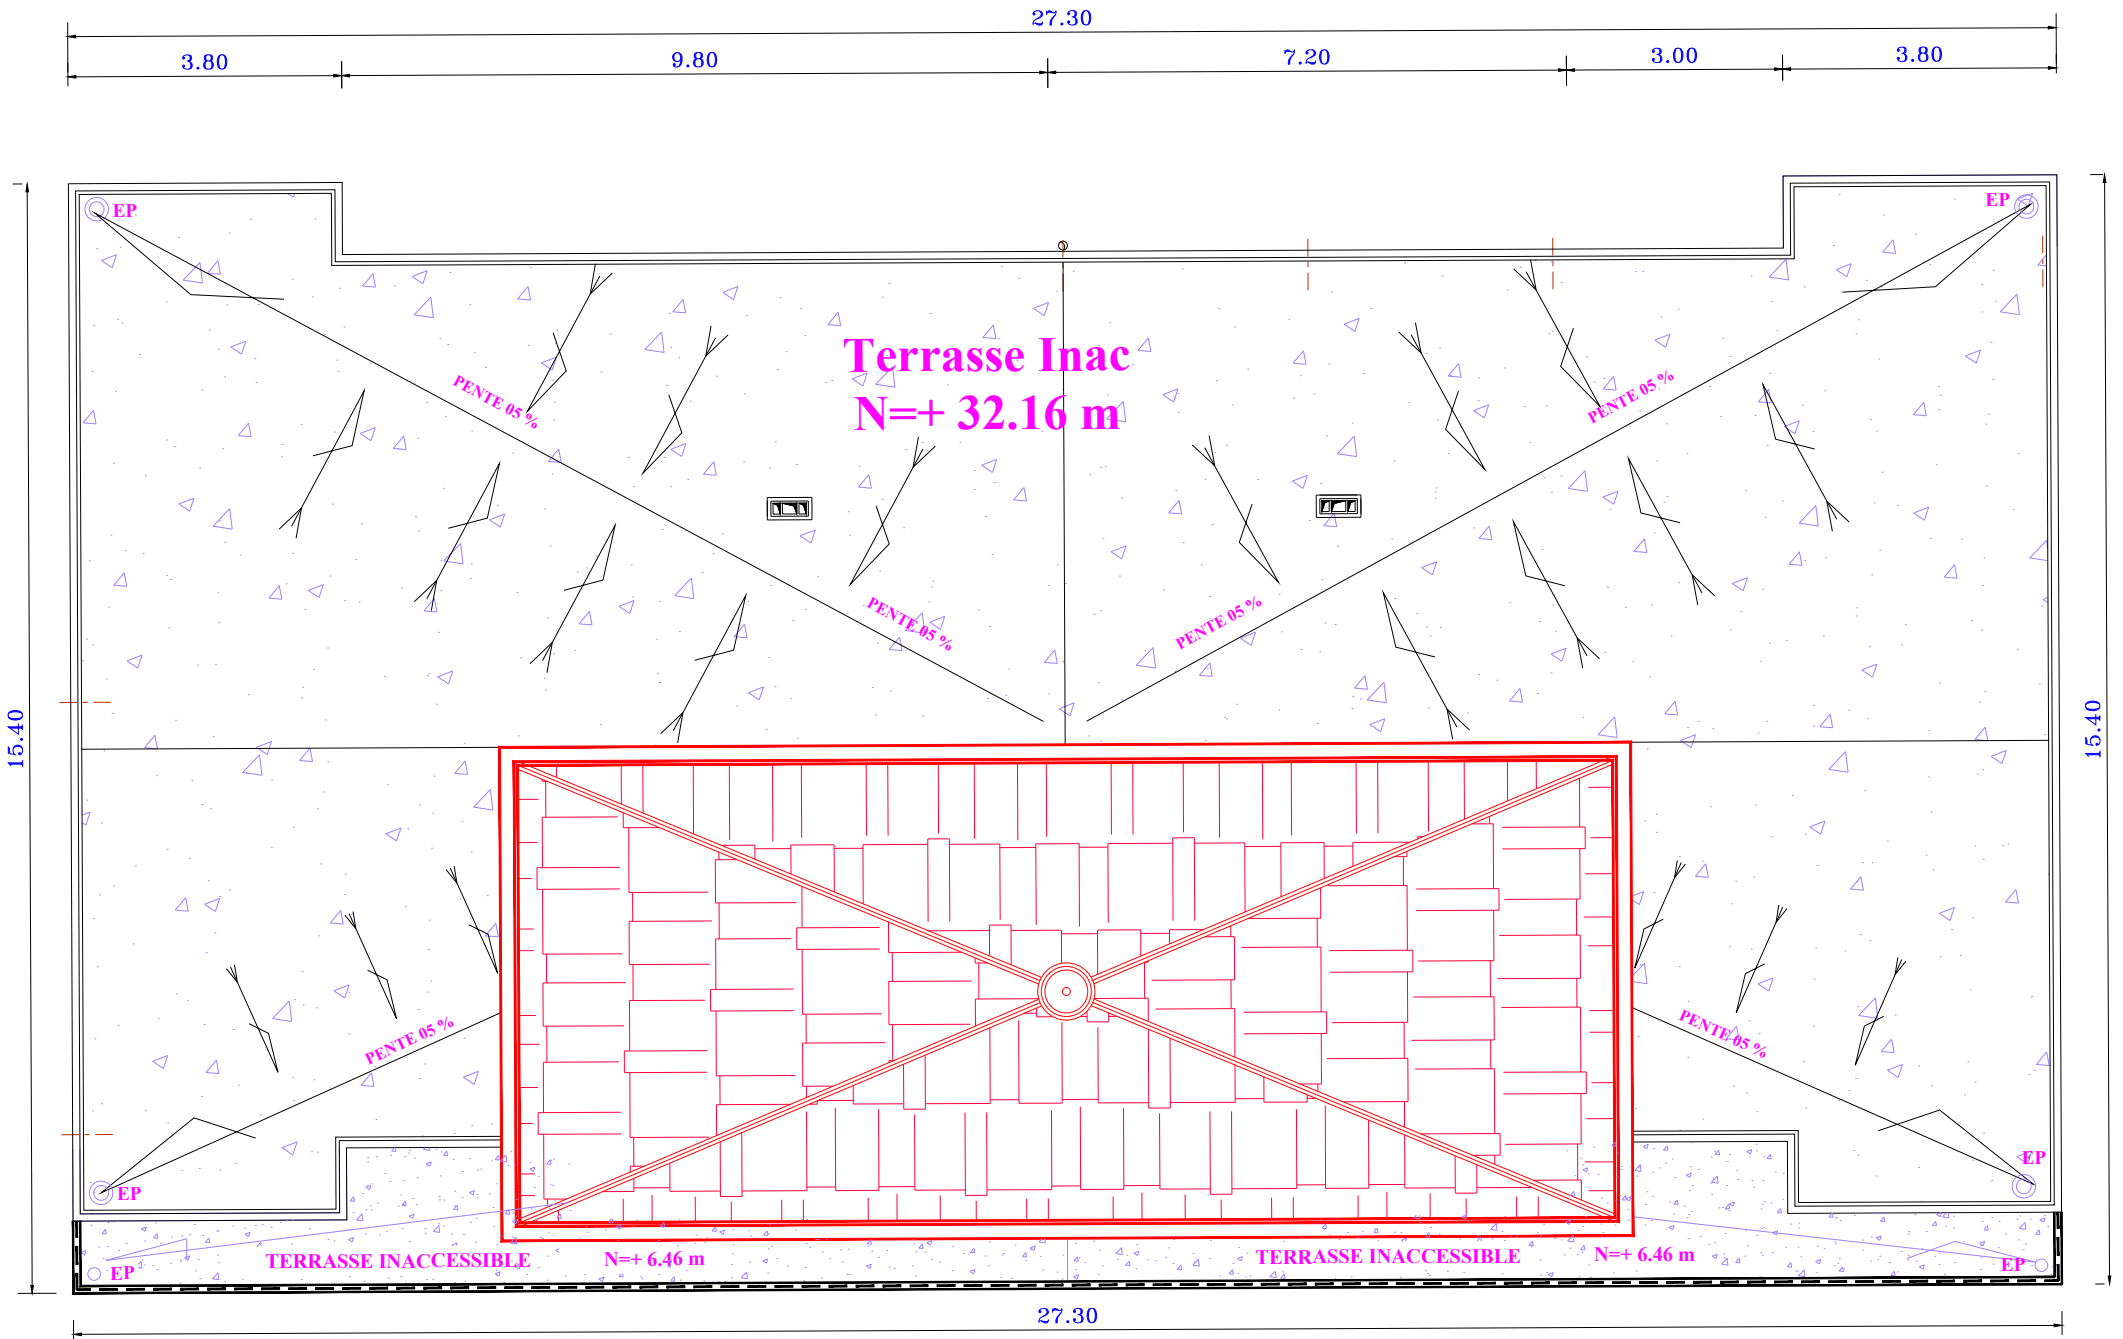 27.30
3.80
9.80
7.20
3.00
3.80
EP
EP
Terrasse Inac
N=+ 32.16 m
PENTE 05 %
PENTE 05 %
PENTE 05 %
PENTE 05 %
15.40
15.40
PENTE 05 %
PENTE 05 %
EP
EP
TERRASSE INACCESSIBLE N=+ 6.46 m
TERRASSE INACCESSIBLE N=+ 6.46 m
EP
EP
27.30